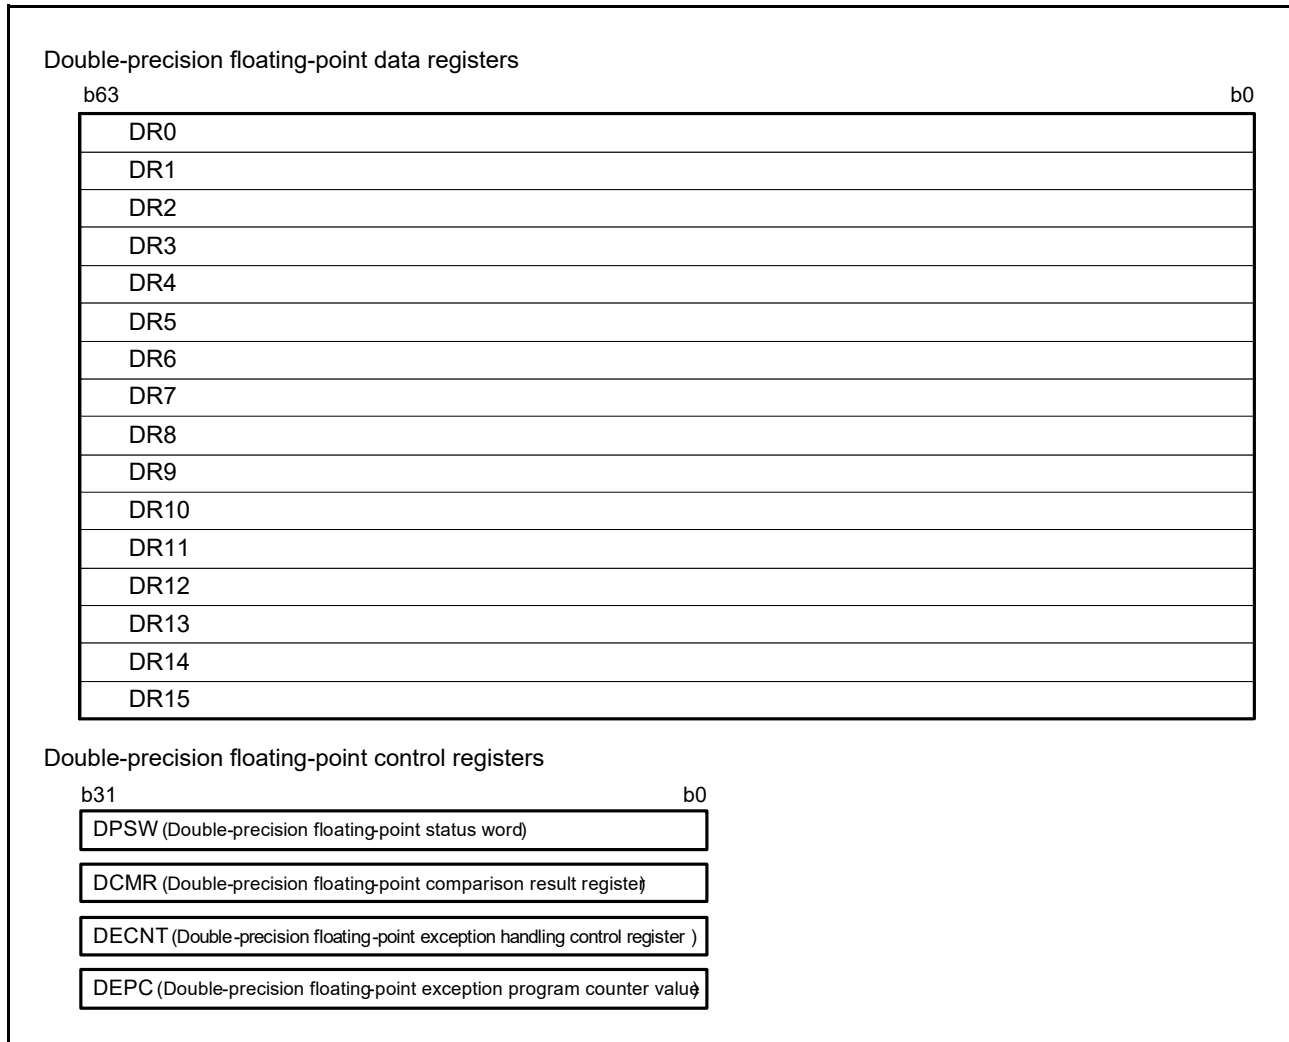 Double-precision floating-point data registers
b63 b0
DR0
DR1
DR2
DR3
DR4
DR5
DR6
DR7
DR8
DR9
DR10
DR11
DR12
DR13
DR14
DR15
Double-precision floating-point control registers
b31 b0
DPSW (Double-precision floating-point status word)
DCMR (Double-precision floating-point comparison result register)
DECNT (Double-precision floating-point exception handling control register )
DEPC (Double-precision floating-point exception program counter value)